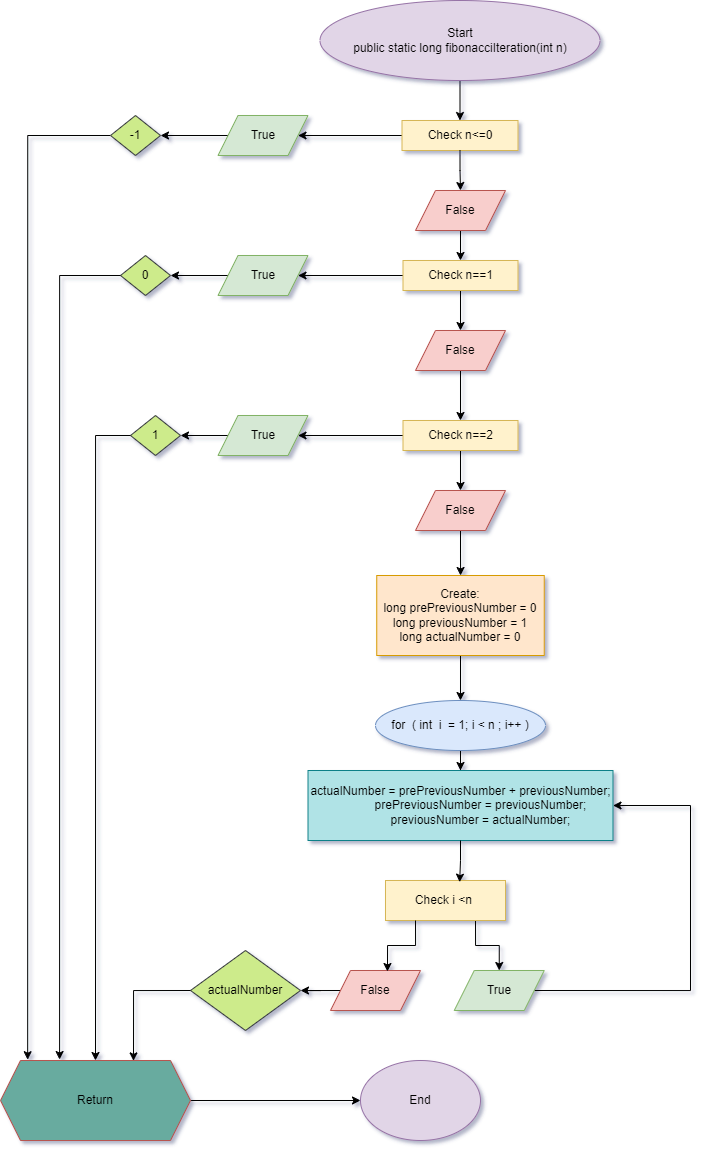 Start
public static long fibonacciIteration(int n)
-1
True
Check n<=0
False
0
True
Check n==1
False
1
True
Check n==2
False
Create:
long prePreviousNumber = 0
long previousNumber = 1
long actualNumber = 0
for ( int i = 1; i < n ; i++ )
actualNumber = prePreviousNumber + previousNumber;
prePreviousNumber = previousNumber;
previousNumber = actualNumber;
Check i <n
actualNumber
False
True
Return
End